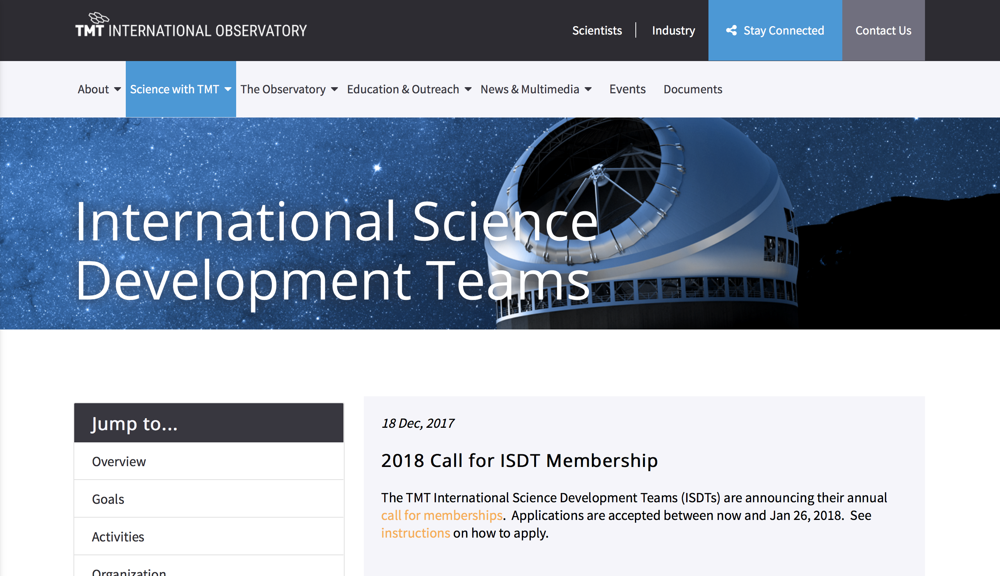 TMT INTERNATIONAL OBSERVATORY
Scientists
Industry
Stay Connected
Contact Us
About
Science with TMT
The Observatory
Education & Outreach
News & Multimedia
Events
Documents
International Science
Development Teams
Jump to...
Overview
Goals
Activities
Organization
18 Dec, 2017
2018 Call for ISDT Membership
The TMT International Science Development Teams (ISDTs) are announcing their annual
call for memberships.  Applications are accepted between now and Jan 26, 2018.  See
instructions on how to apply.